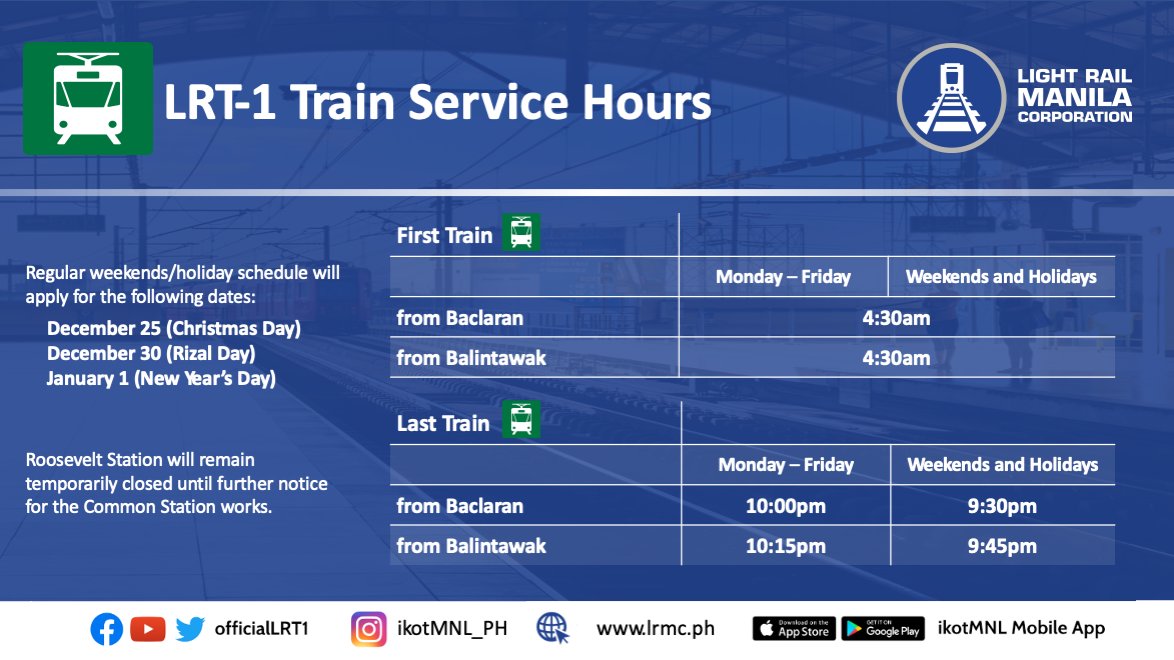 LRT-1 Train Service Hours
LIGHT RAIL
MANILA
CORPORATION
Regular weekends/holiday schedule will
apply for the following dates:
December 25 (Christmas Day)
December 30 (Rizal Day)
January 1 (New Year's Day)
Roosevelt Station will remain
temporarily closed until further notice
for the Common Station works.
First Train
Monday – Friday Weekends and Holidays
from Baclaran 4:30am
from Balintawak 4:30am
Last Train
Monday – Friday Weekends and Holidays
from Baclaran 10:00pm 9:30pm
from Balintawak 10:15pm 9:45pm
officialLRT1 ikotMNL_PH www.lrmc.ph Download on the App Store GET IT ON Google Play ikotMNL Mobile App